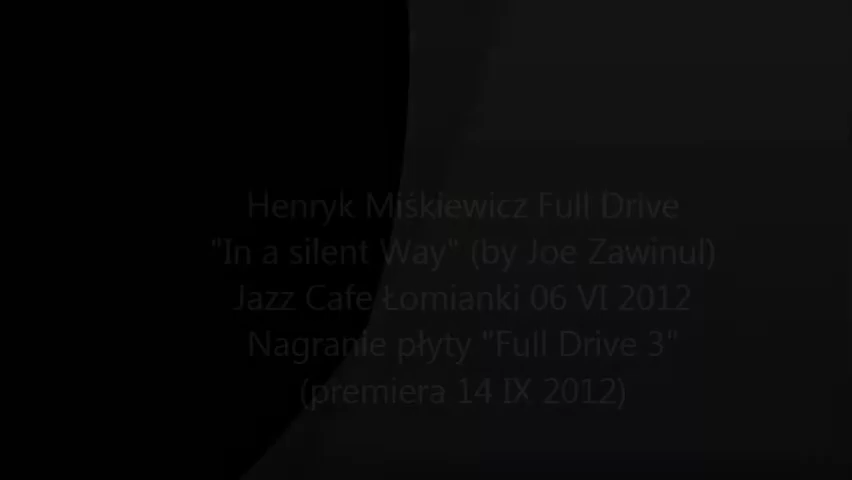 Henryk Miśkiewicz Full Drive
"In a silent Way" (by Joe Zawinul)
Jazz Cafe Łomianki 06 VI 2012
Nagranie płyty "Full Drive 3"
(premiera 14 IX 2012)